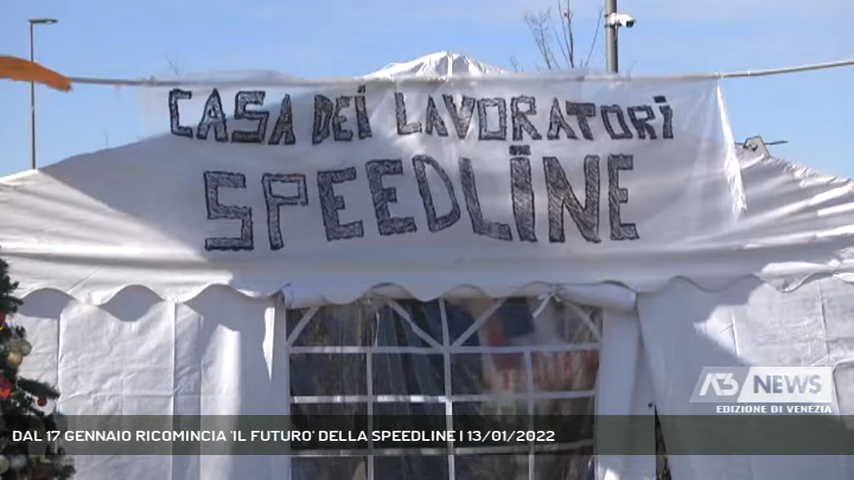 CASA DEi LAVORATORi
SPEEDLiNE
A3 NEWS
EDIZIONE DI VENEZIA
DAL 17 GENNAIO RICOMINCIA 'IL FUTURO' DELLA SPEEDLINE | 13/01/2022